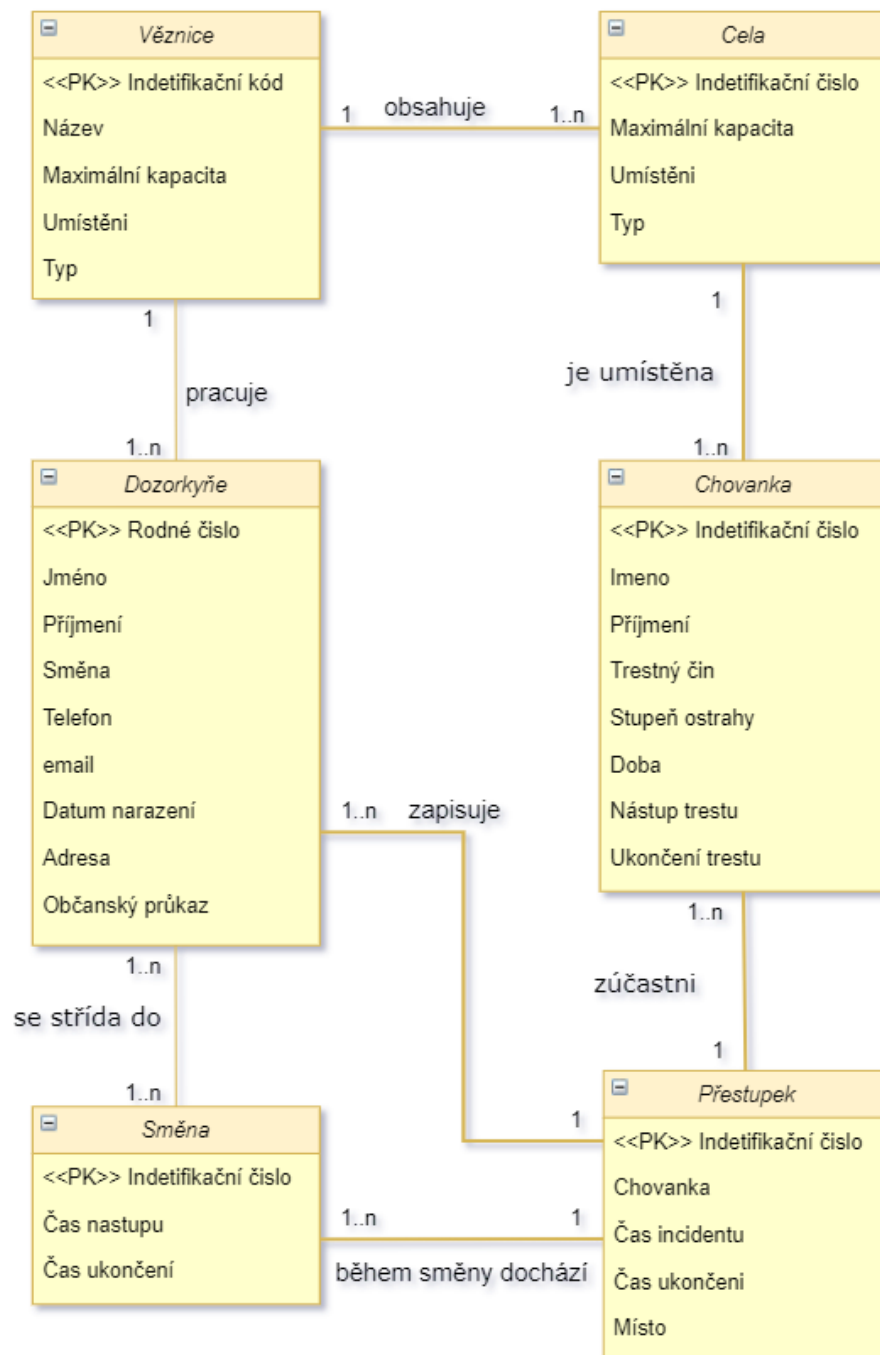 Věznice
<<PK>> Indetifikační kód
Název
Maximální kapacita
Umístěni
Typ
1 obsahuje 1..n
Cela
<<PK>> Indetifikační čislo
Maximální kapacita
Umístěni
Typ
1
pracuje
1..n
1
je umístěna
1..n
Dozorkyňe
<<PK>> Rodné čislo
Jméno
Příjmení
Směna
Telefon
email
Datum narazení
Adresa
Občanský průkaz
Chovanka
<<PK>> Indetifikační čislo
Imeno
Příjmení
Trestný čin
Stupeň ostrahy
Doba
Nástup trestu
Ukončení trestu
1..n zapisuje
1
1..n
se střída do
1..n
1..n
zúčastni
1
Směna
<<PK>> Indetifikační čislo
Čas nastupu
Čas ukončení
1..n
1
během směny dochází
Přestupek
<<PK>> Indetifikační čislo
Chovanka
Čas incidentu
Čas ukončeni
Místo